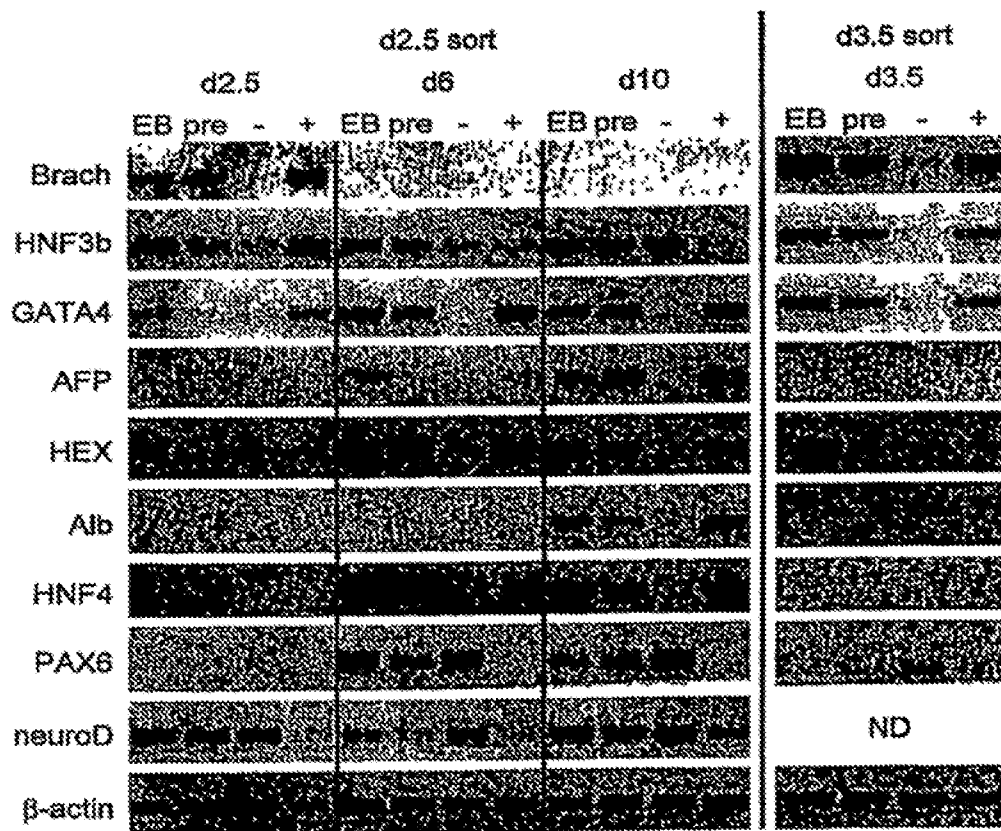 d2.5 sort d3.5 sort
d2.5 d6 d10 d3.5
EB pre - + EB pre - + EB pre - + EB pre - +
Brach
HNF3b
GATA4
AFP
HEX
Alb
HNF4
PAX6
neuroD ND
β-actin